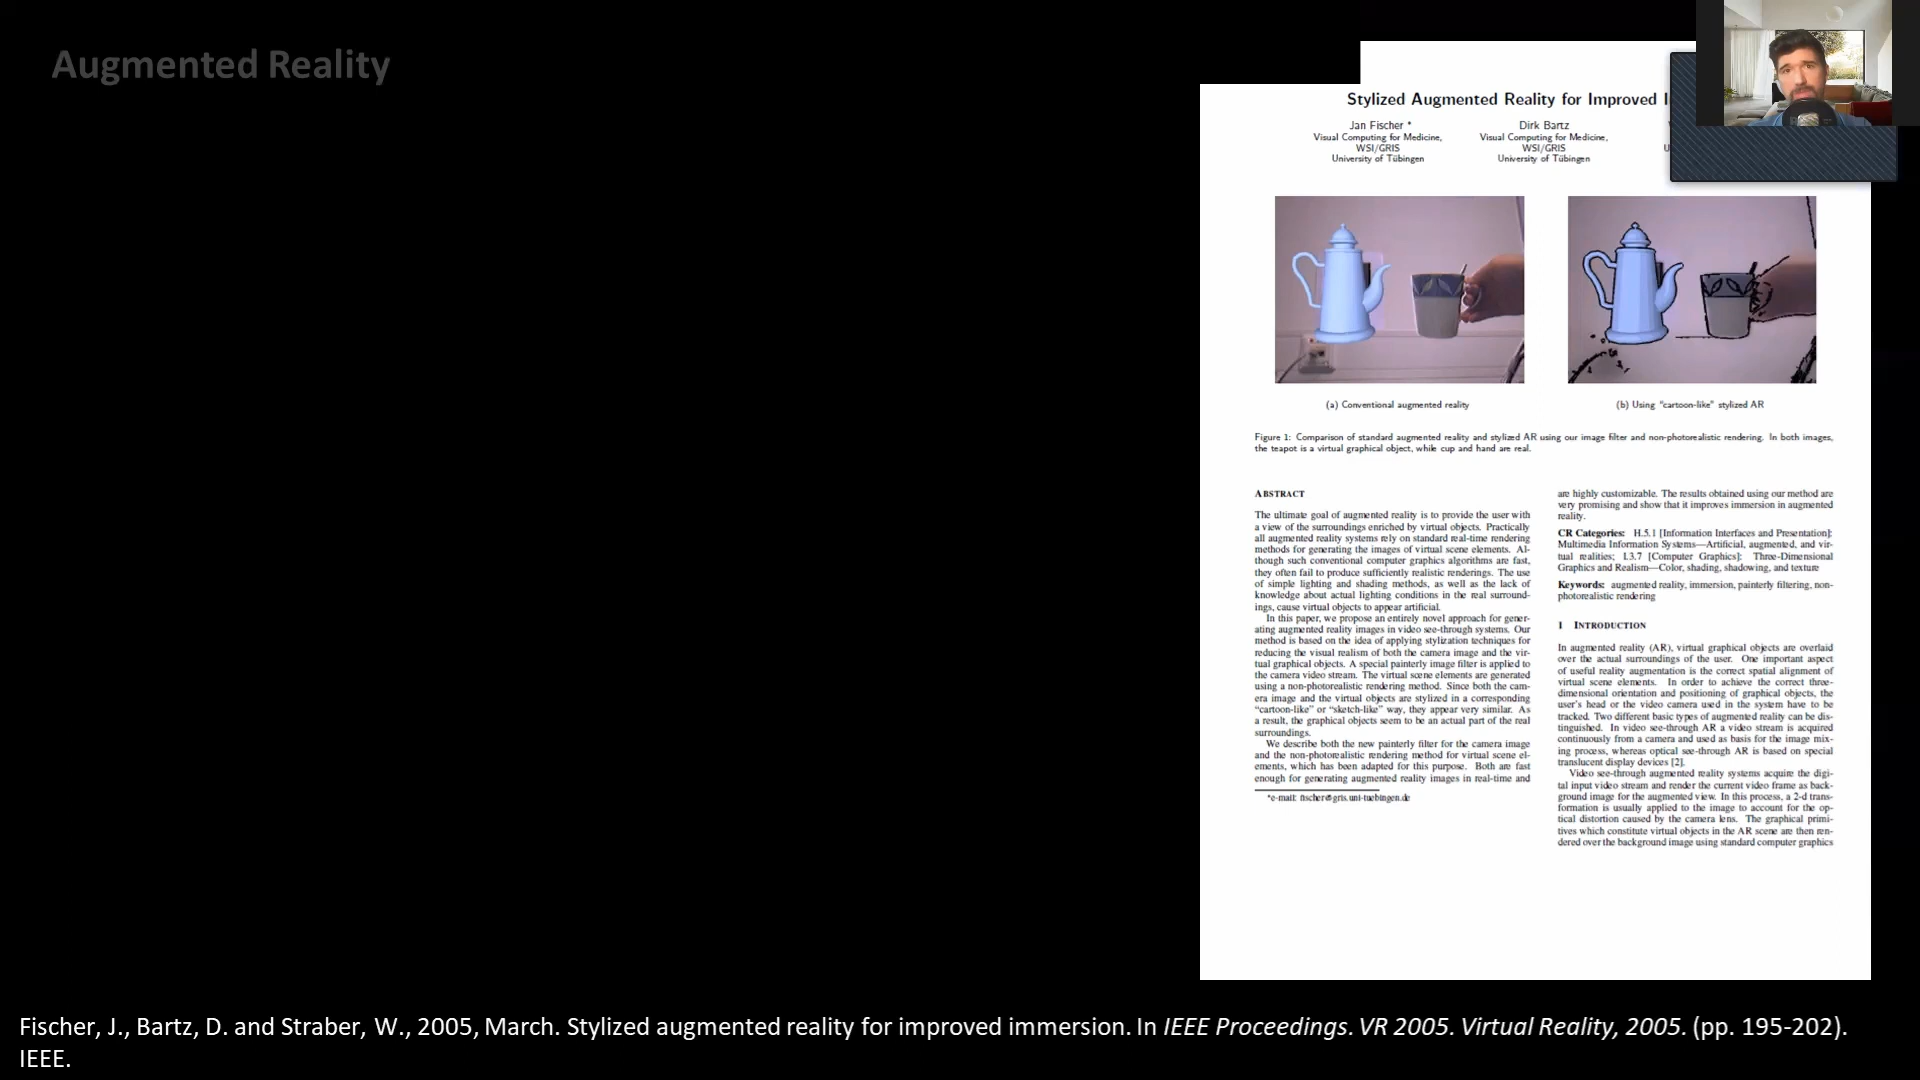 Augmented Reality
Stylized Augmented Reality for Improved
Jan Fischer *
Visual Computing for Medicine,
WSI/GRIS
University of Tübingen
Dirk Bartz
Visual Computing for Medicine,
WSI/GRIS
University of Tübingen
(a) Conventional augmented reality
(b) Using “cartoon-like” stylized AR
Figure 1: Comparison of standard augmented reality and stylized AR using our image filter and non-photorealistic rendering. In both images,
the teapot is a virtual graphical object, while cup and hand are real.
ABSTRACT
The ultimate goal of augmented reality is to provide the user with
a view of the surroundings enriched by virtual objects. Practically
all augmented reality systems rely on standard real-time rendering
methods for generating the images of virtual scene elements. Al-
though such conventional computer graphics algorithms are fast,
they often fail to produce sufficiently realistic renderings. The use
of simple lighting and shading methods, as well as the lack of
knowledge about actual lighting conditions in the real surround-
ings, cause virtual objects to appear artificial.
In this paper, we propose an entirely novel approach for gener-
ating augmented reality images in video see-through systems. Our
method is based on the idea of applying stylization techniques for
reducing the visual realism of both the camera image and the vir-
tual graphical objects. A special painterly image filter is applied to
the camera video stream. The virtual scene elements are generated
using a non-photorealistic rendering method. Since both the cam-
era image and the virtual objects are stylized in a corresponding
“cartoon-like” or “sketch-like” way, they appear very similar. As
a result, the graphical objects seem to be an actual part of the real
surroundings.
We describe both the new painterly filter for the camera image
and the non-photorealistic rendering method for virtual scene el-
ements, which has been adapted for this purpose. Both are fast
enough for generating augmented reality images in real-time and
*e-mail: fischer@gris.uni-tuebingen.de
are highly customizable. The results obtained using our method are
very promising and show that it improves immersion in augmented
reality.
CR Categories: H.5.1 [Information Interfaces and Presentation]:
Multimedia Information Systems—Artificial, augmented, and vir-
tual realities; I.3.7 [Computer Graphics]: Three-Dimensional
Graphics and Realism—Color, shading, shadowing, and texture
Keywords: augmented reality, immersion, painterly filtering, non-
photorealistic rendering
1 INTRODUCTION
In augmented reality (AR), virtual graphical objects are overlaid
over the actual surroundings of the user. One important aspect
of useful reality augmentation is the correct spatial alignment of
virtual scene elements. In order to achieve the correct three-
dimensional orientation and positioning of graphical objects, the
user's head or the video camera used in the system have to be
tracked. Two different basic types of augmented reality can be dis-
tinguished. In video see-through AR a video stream is acquired
continuously from a camera and used as basis for the image mix-
ing process, whereas optical see-through AR is based on special
translucent display devices [2].
Video see-through augmented reality systems acquire the digi-
tal input video stream and render the current video frame as back-
ground image for the augmented view. In this process, a 2-d trans-
formation is usually applied to the image to account for the op-
tical distortion caused by the camera lens. The graphical primi-
tives which constitute virtual objects in the AR scene are then ren-
dered over the background image using standard computer graphics
Fischer, J., Bartz, D. and Straber, W., 2005, March. Stylized augmented reality for improved immersion. In IEEE Proceedings. VR 2005. Virtual Reality, 2005. (pp. 195-202).
IEEE.